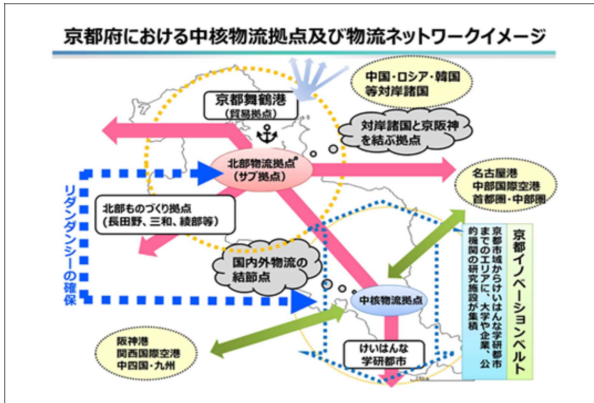 京都府における中核物流拠点及び物流ネットワークイメージ
中国・ロシア・韓国
等対岸諸国
京都舞鶴港
(貿易拠点)
対岸諸国と京阪神
を結ぶ拠点
北部物流拠点
(サブ拠点)
名古屋港
中部国際空港
首都圏・中部圏
リダンダンシーの確保
北部ものづくり拠点
(長田野、三和、綾部等)
国内外物流の
結節点
中核物流拠点
京都イノベーションベルト
京都市域からけいはんな学研都市
までのエリアに、大学や企業、公
的機関の研究施設が集積
阪神港
関西国際空港
中四国・九州
けいはんな
学研都市